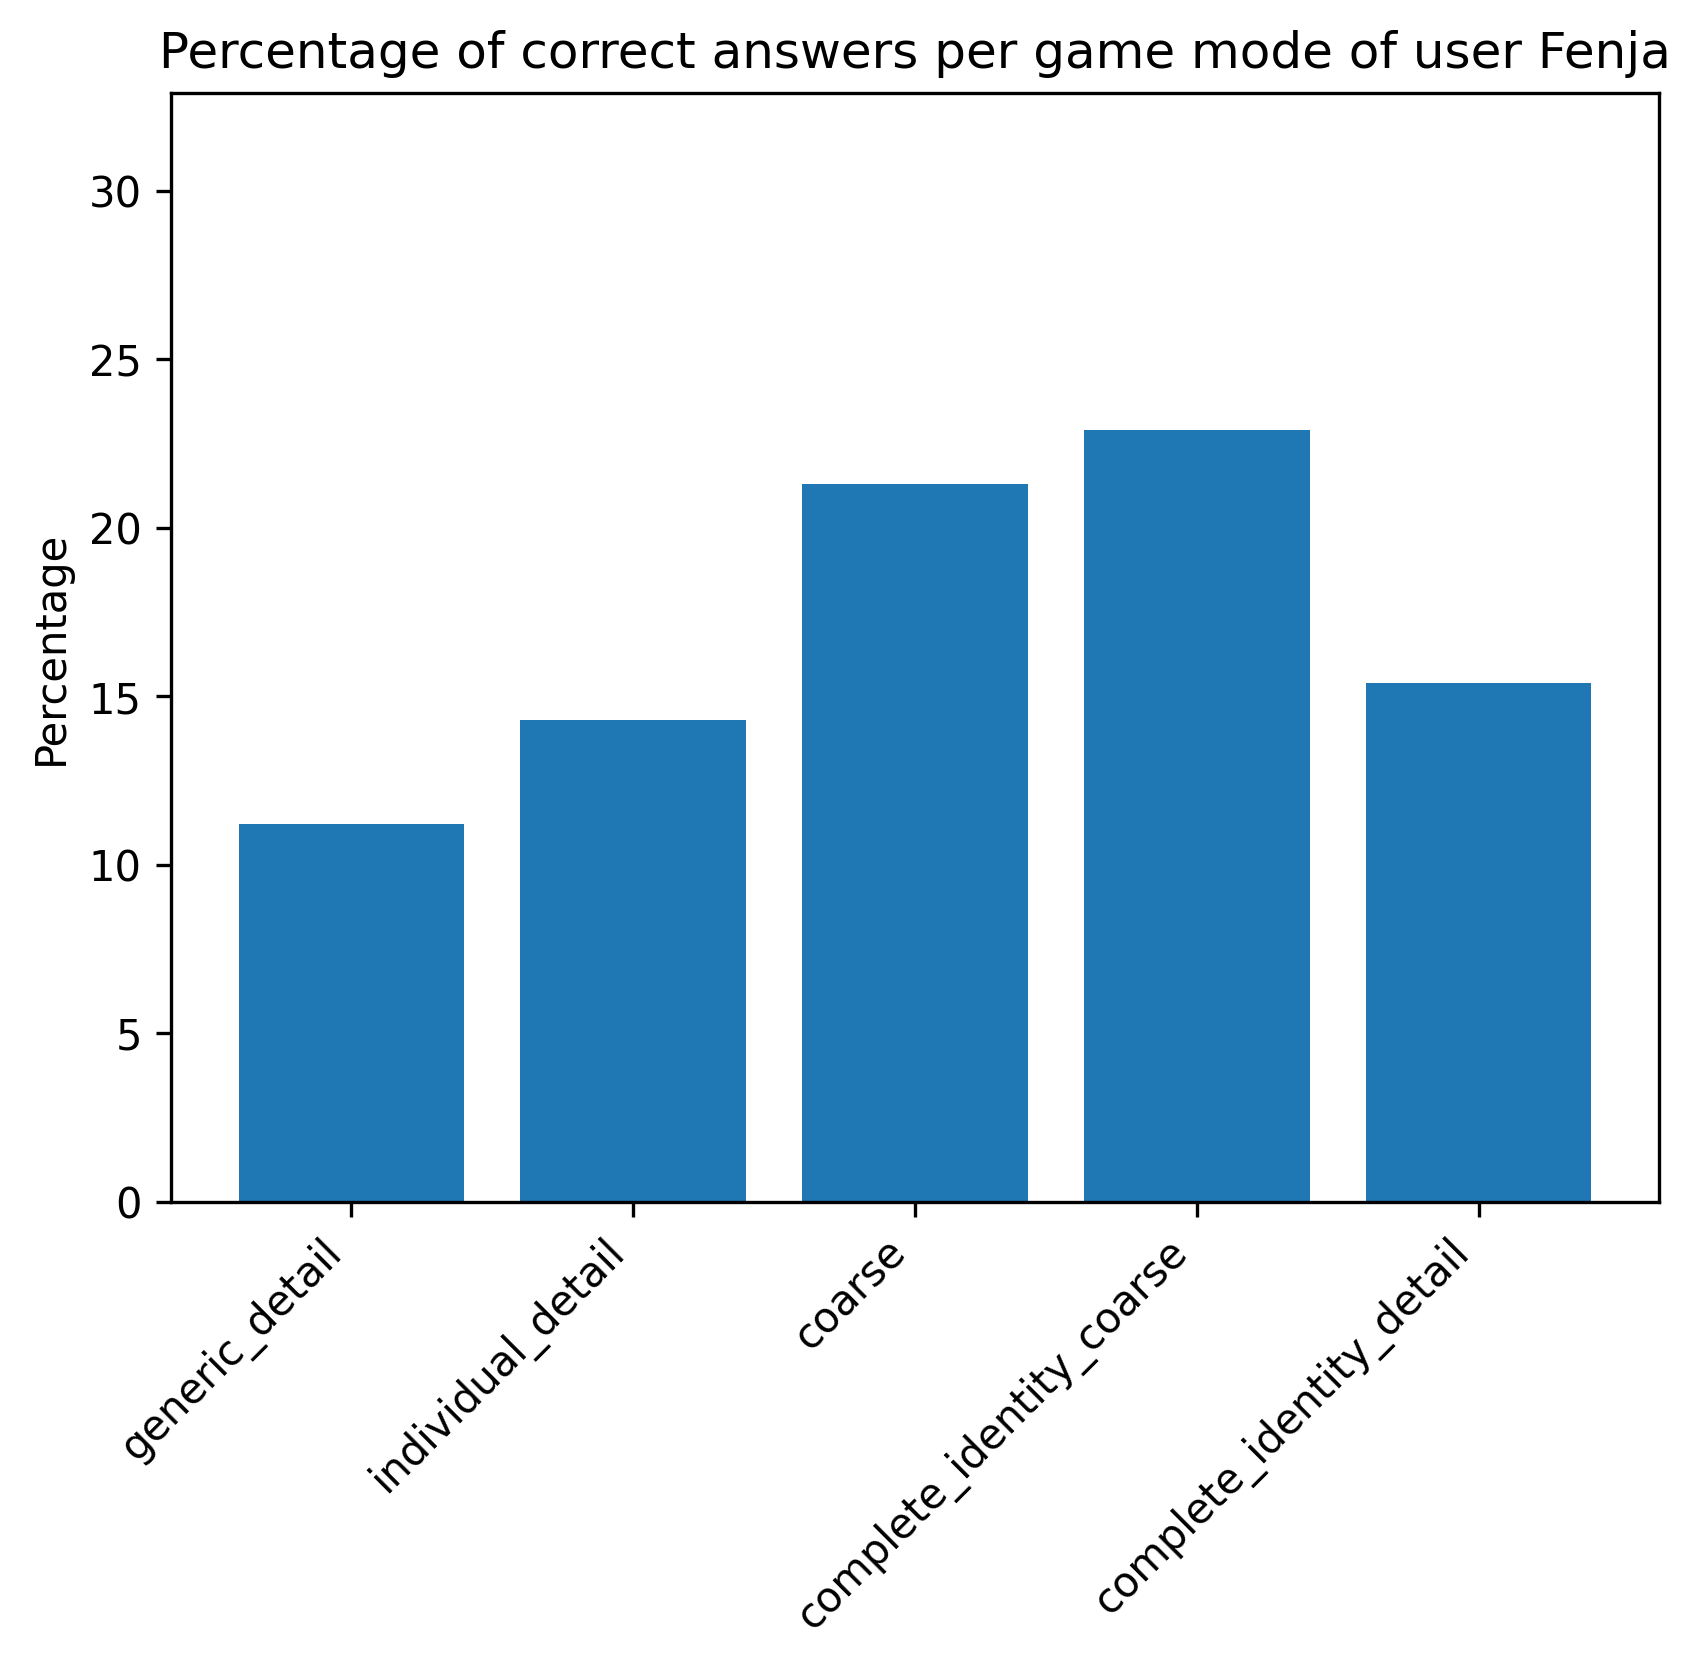 Percentage of correct answers per game mode of user Fenja
Percentage
30
25
20
15
10
5
0
generic_detail
individual_detail
coarse
complete_identity_coarse
complete_identity_detail